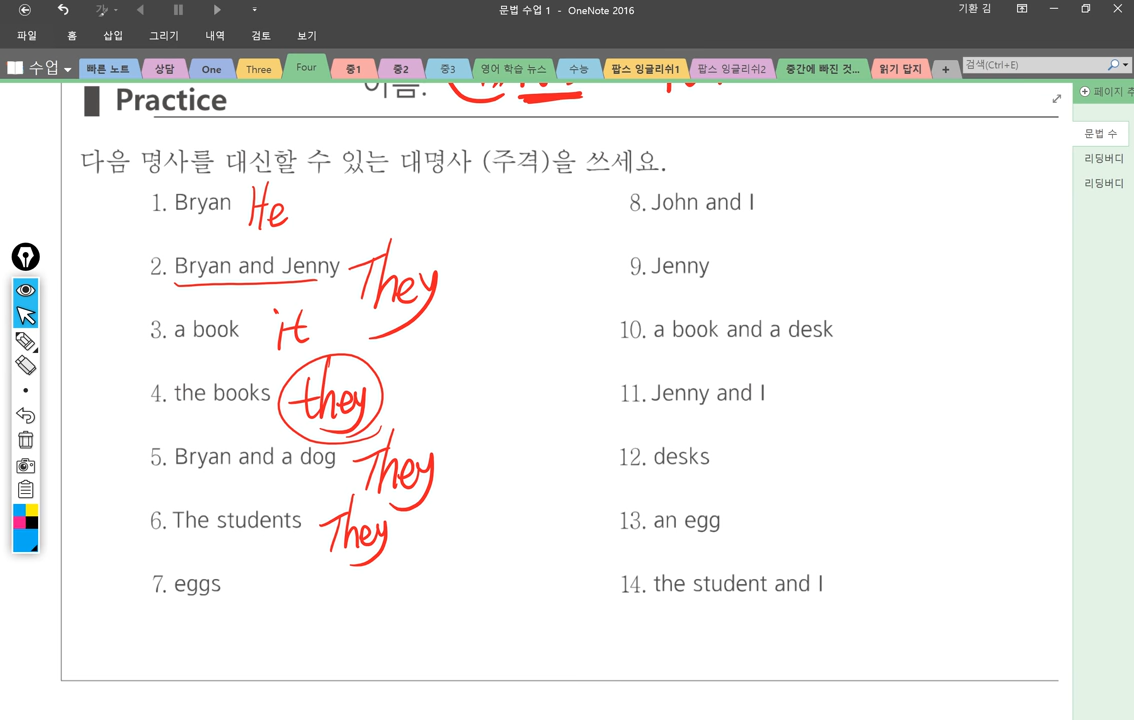 문법 수업 1 - OneNote 2016
기환 김
파일 홈 삽입 그리기 내역 검토 보기
수업 빠른 노트 상담 One Three Four 중1 중2 중3 영어 학습 뉴스 수능 팝스 잉글리쉬1 팝스 잉글리쉬2 중간에 빠진 것... 읽기 답지 + 검색(Ctrl+E)
페이지 추
문법 수
리딩버디
리딩버디
이름:
Practice
다음 명사를 대신할 수 있는 대명사 (주격)을 쓰세요.
1. Bryan He
2. Bryan and Jenny They
3. a book it
4. the books they
5. Bryan and a dog They
6. The students They
7. eggs
8. John and I
9. Jenny
10. a book and a desk
11. Jenny and I
12. desks
13. an egg
14. the student and I